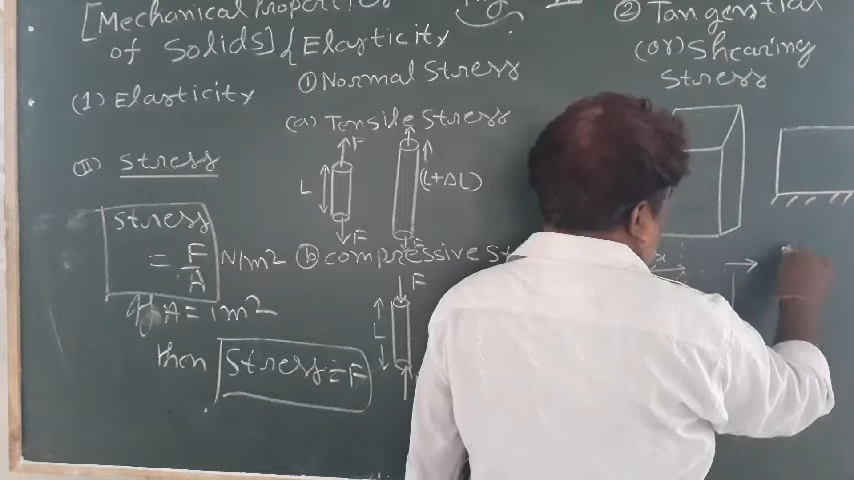 [Mechanical Properties
of Solids] { Elasticity
(1) Elasticity
(II) Stress
Stress
= F/A N/m²
If A = 1m²
then Stress = F
① Normal Stress
(a) Tensile Stress
F
L
F
(L+ΔL)
F
(b) compressive St
F
L
② Tangential
(or) Shearing
Stress
x